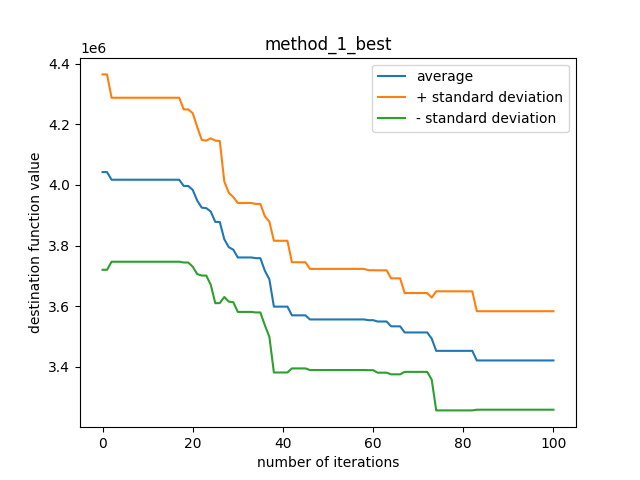 method_1_best
1e6
average
+ standard deviation
- standard deviation
4.4
4.2
4.0
3.8
3.6
3.4
destination function value
0 20 40 60 80 100
number of iterations